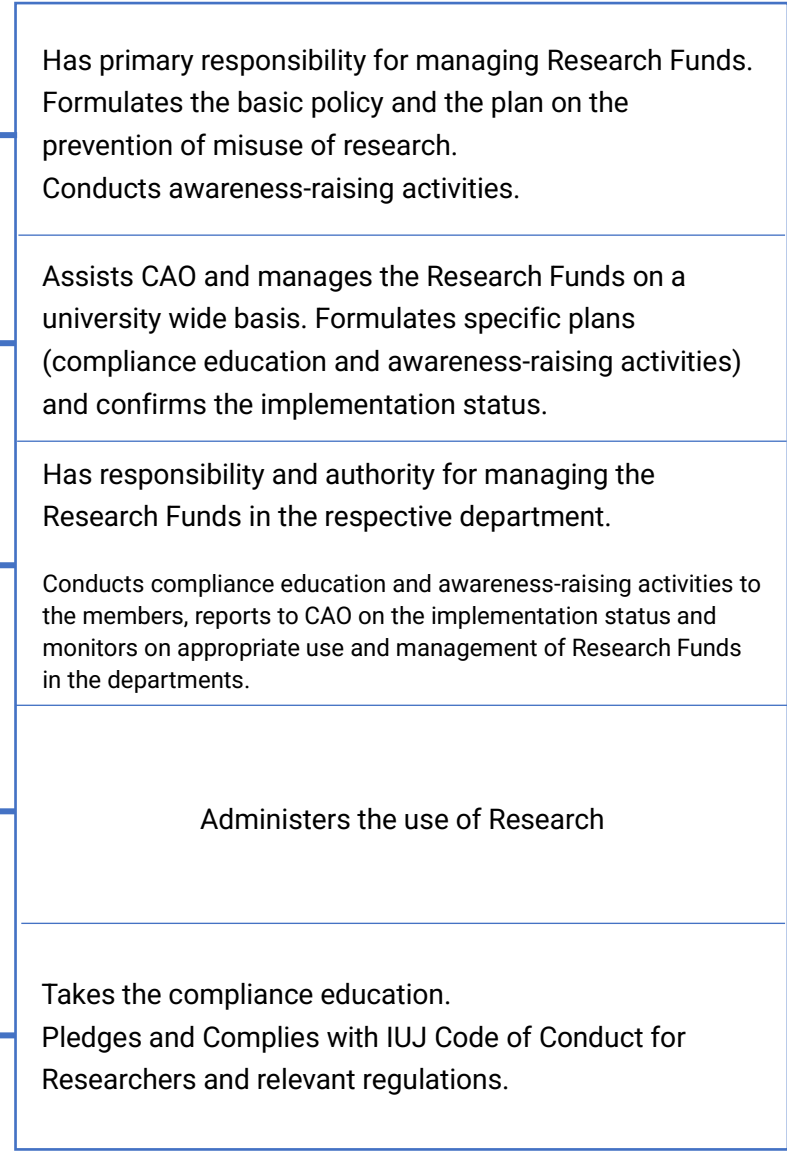 Has primary responsibility for managing Research Funds.
Formulates the basic policy and the plan on the
prevention of misuse of research.
Conducts awareness-raising activities.
Assists CAO and manages the Research Funds on a
university wide basis. Formulates specific plans
(compliance education and awareness-raising activities)
and confirms the implementation status.
Has responsibility and authority for managing the
Research Funds in the respective department.
Conducts compliance education and awareness-raising activities to
the members, reports to CAO on the implementation status and
monitors on appropriate use and management of Research Funds
in the departments.
Administers the use of Research
Takes the compliance education.
Pledges and Complies with IUJ Code of Conduct for
Researchers and relevant regulations.